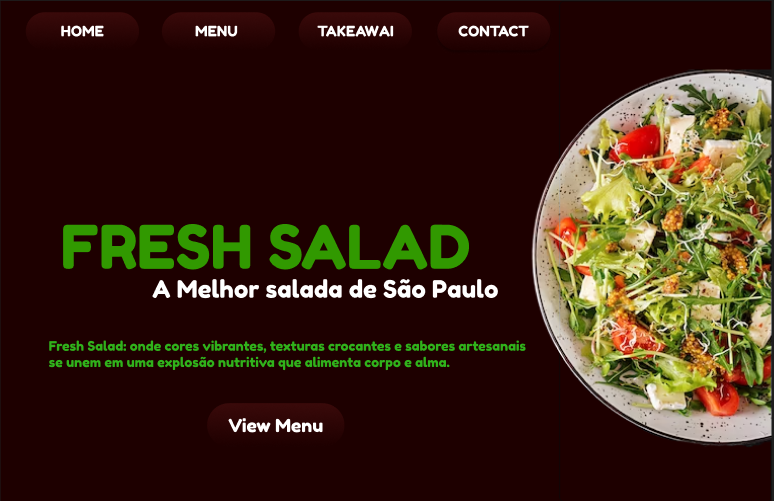 HOME
MENU
TAKEAWAI
CONTACT
FRESH SALAD
A Melhor salada de São Paulo
Fresh Salad: onde cores vibrantes, texturas crocantes e sabores artesanais
se unem em uma explosão nutritiva que alimenta corpo e alma.
View Menu